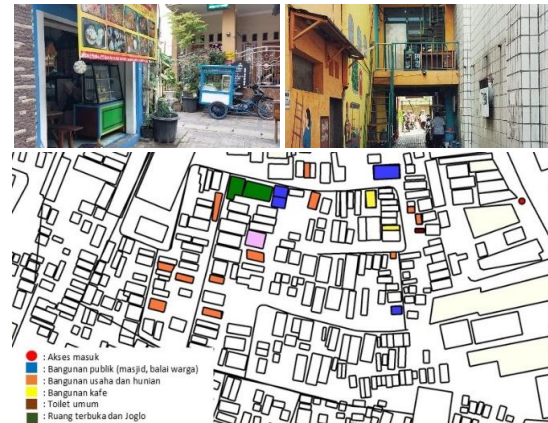 : Akses masuk
: Bangunan publik (masjid, balai warga)
: Bangunan usaha dan hunian
: Bangunan kafe
: Toilet umum
: Ruang terbuka dan Joglo